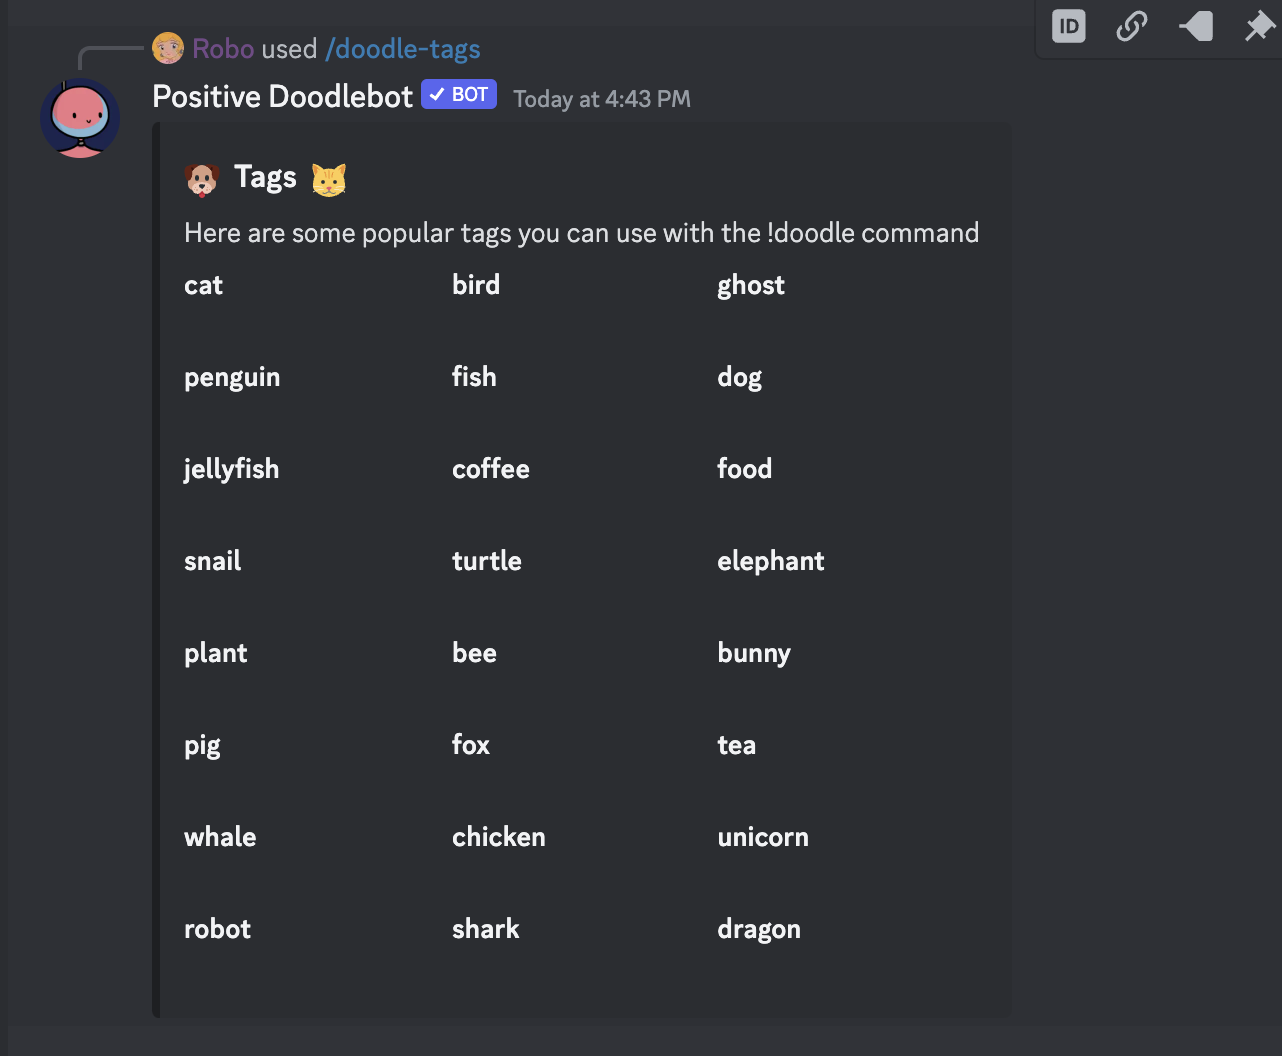 ID
Robo used /doodle-tags
Positive Doodlebot ✓ BOT Today at 4:43 PM
🐶 Tags 🐱
Here are some popular tags you can use with the !doodle command
cat bird ghost
penguin fish dog
jellyfish coffee food
snail turtle elephant
plant bee bunny
pig fox tea
whale chicken unicorn
robot shark dragon